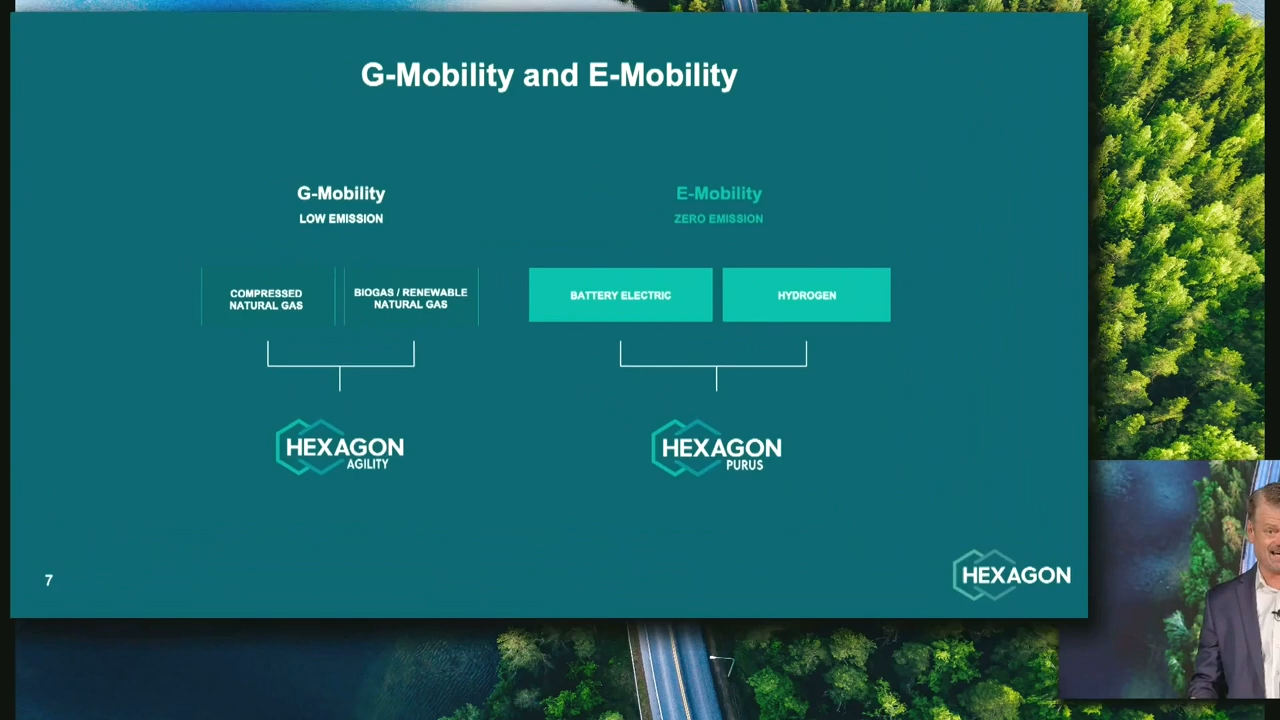 G-Mobility and E-Mobility
G-Mobility
LOW EMISSION
E-Mobility
ZERO EMISSION
COMPRESSED
NATURAL GAS
BIOGAS / RENEWABLE
NATURAL GAS
BATTERY ELECTRIC
HYDROGEN
HEXAGON
AGILITY
HEXAGON
PURUS
7
HEXAGON